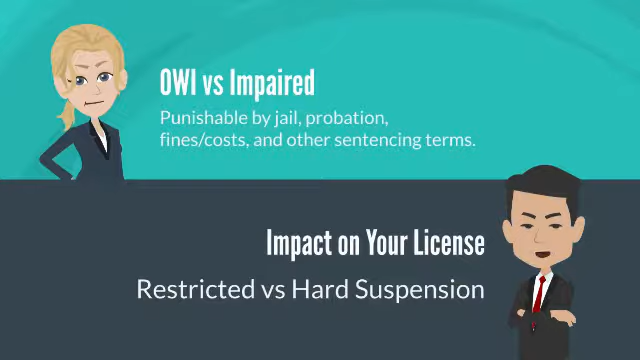 OWI vs Impaired
Punishable by jail, probation,
fines/costs, and other sentencing terms.
Impact on Your License
Restricted vs Hard Suspension